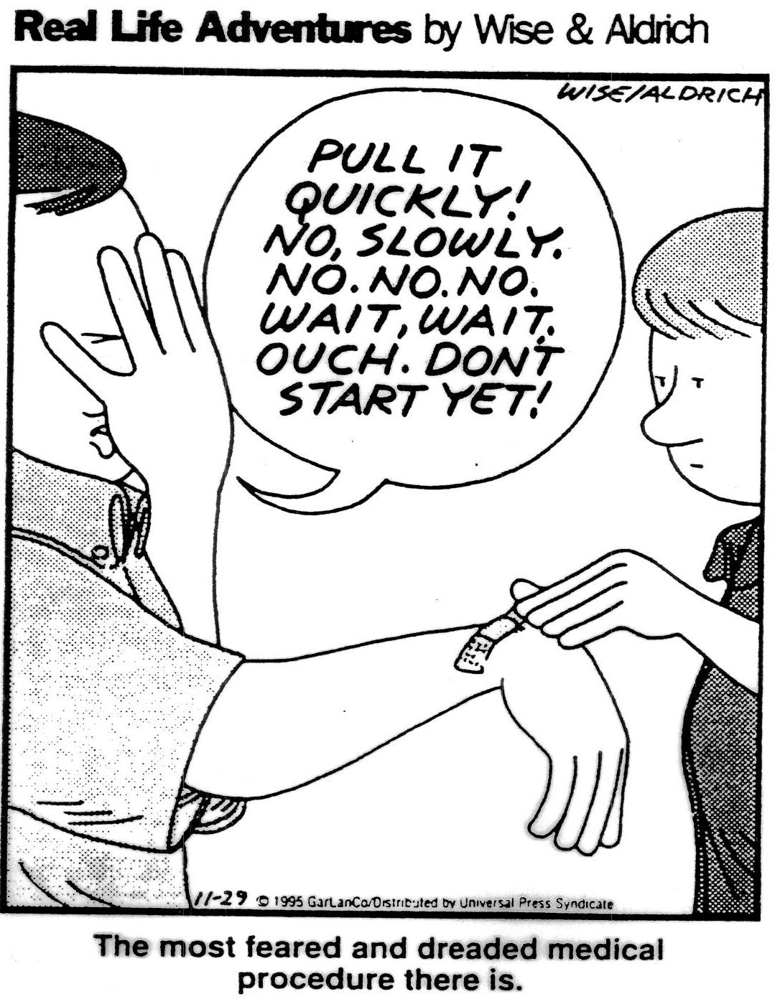 Real Life Adventures by Wise & Aldrich
WISE/ALDRICH
PULL IT
QUICKLY!
NO, SLOWLY.
NO. NO. NO.
WAIT, WAIT.
OUCH. DON'T
START YET!
11-29 © 1995 GarLanCo/Distributed by Universal Press Syndicate
The most feared and dreaded medical
procedure there is.